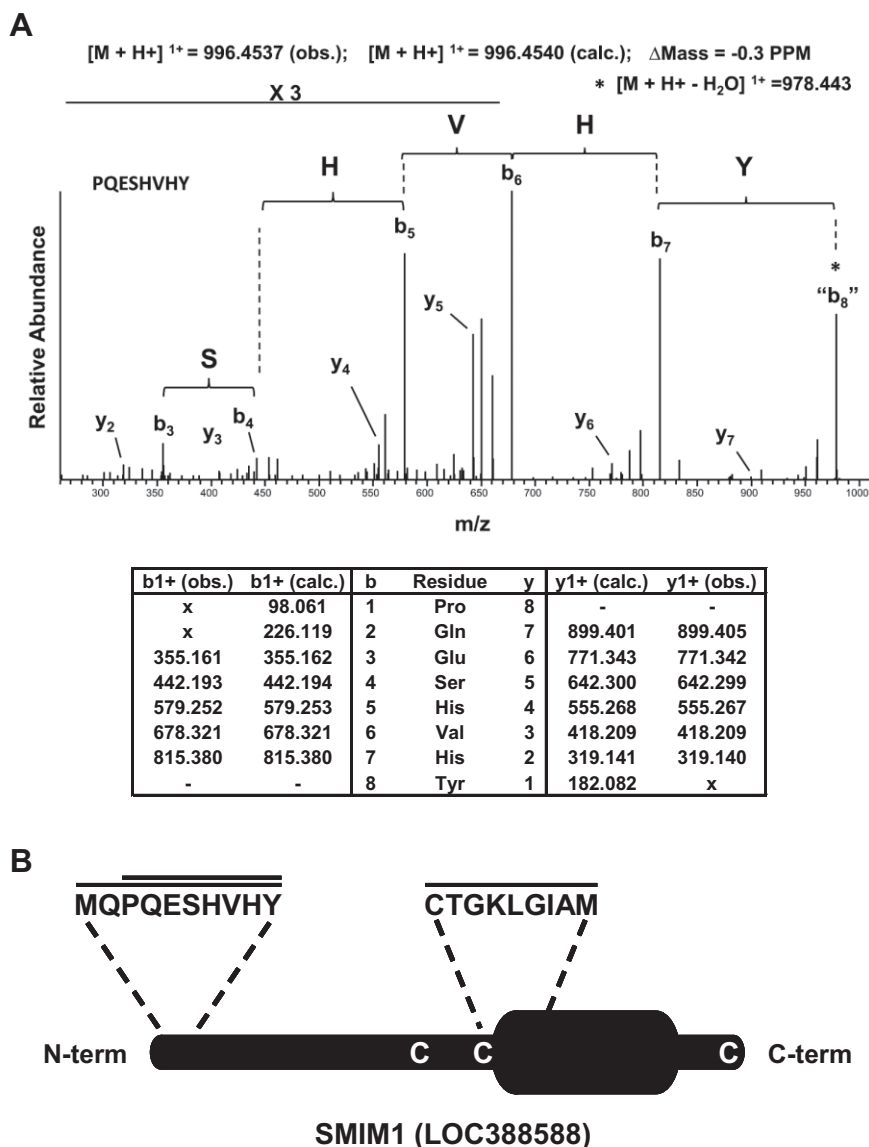 A
[M + H+] ¹⁺ = 996.4537 (obs.); [M + H+] ¹⁺ = 996.4540 (calc.); ΔMass = -0.3 PPM
X 3
* [M + H+ - H₂O] ¹⁺ =978.443
V H
H Y
PQESHVHY
b₆
b₅ b₇ *
"b₈"
y₅
S y₄
y₂ b₃ y₃ b₄ y₆ y₇
Relative Abundance
300 350 400 450 500 550 600 650 700 750 800 850 900 950 1000
m/z
b1+ (obs.) b1+ (calc.) b Residue y y1+ (calc.) y1+ (obs.)
x 98.061 1 Pro 8 - -
x 226.119 2 Gln 7 899.401 899.405
355.161 355.162 3 Glu 6 771.343 771.342
442.193 442.194 4 Ser 5 642.300 642.299
579.252 579.253 5 His 4 555.268 555.267
678.321 678.321 6 Val 3 418.209 418.209
815.380 815.380 7 His 2 319.141 319.140
- - 8 Tyr 1 182.082 x
B
MQPQESHVHY CTGKLGIAM
N-term C C C C-term
SMIM1 (LOC388588)